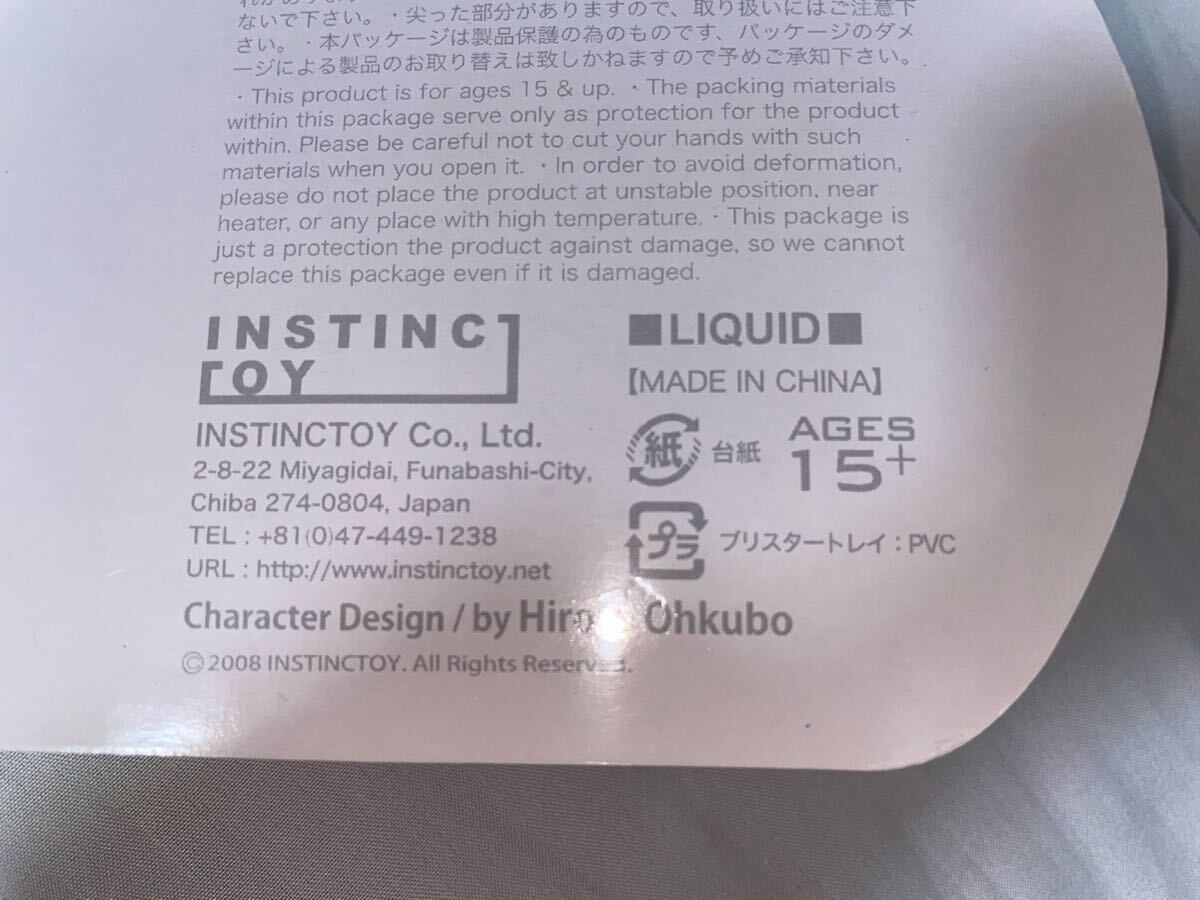 ないで下さい。・尖った部分がありますので、取り扱いにはご注意下
さい。・本パッケージは製品保護の為のものです、パッケージのダメ
ージによる製品のお取り替えは致しかねますので予めご承知下さい。
・This product is for ages 15 & up. ・The packing materials
within this package serve only as protection for the product
within. Please be careful not to cut your hands with such
materials when you open it. ・In order to avoid deformation,
please do not place the product at unstable position, near
heater, or any place with high temperature. ・This package is
just a protection the product against damage, so we cannot
replace this package even if it is damaged.
INSTINC
TOY
INSTINCTOY Co., Ltd.
2-8-22 Miyagidai, Funabashi-City,
Chiba 274-0804, Japan
TEL : +81(0)47-449-1238
URL : http://www.instinctoy.net
Character Design / by Ohkubo
©2008 INSTINCTOY. All Rights Reserved.
■LIQUID■
【MADE IN CHINA】
紙 台紙
AGES
15+
プラ ブリスタートレイ : PVC